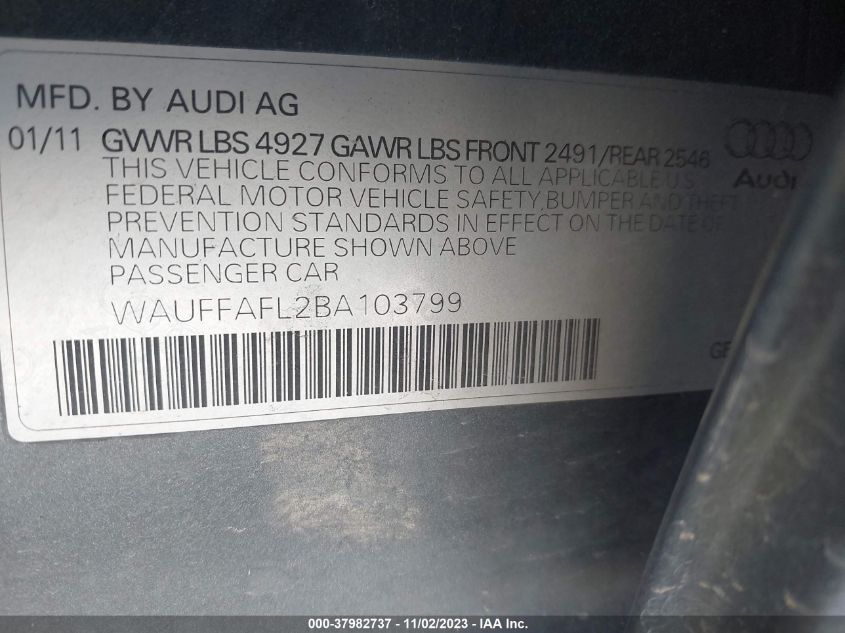 MFD. BY AUDI AG
01/11 GVWR LBS 4927 GAWR LBS FRONT 2491/REAR 2546
THIS VEHICLE CONFORMS TO ALL APPLICABLE US
FEDERAL MOTOR VEHICLE SAFETY, BUMPER AND THEFT
PREVENTION STANDARDS IN EFFECT ON THE DATE OF
MANUFACTURE SHOWN ABOVE
PASSENGER CAR
Audi
WAUFFAFL2BA103799
000-37982737 - 11/02/2023 - IAA Inc.